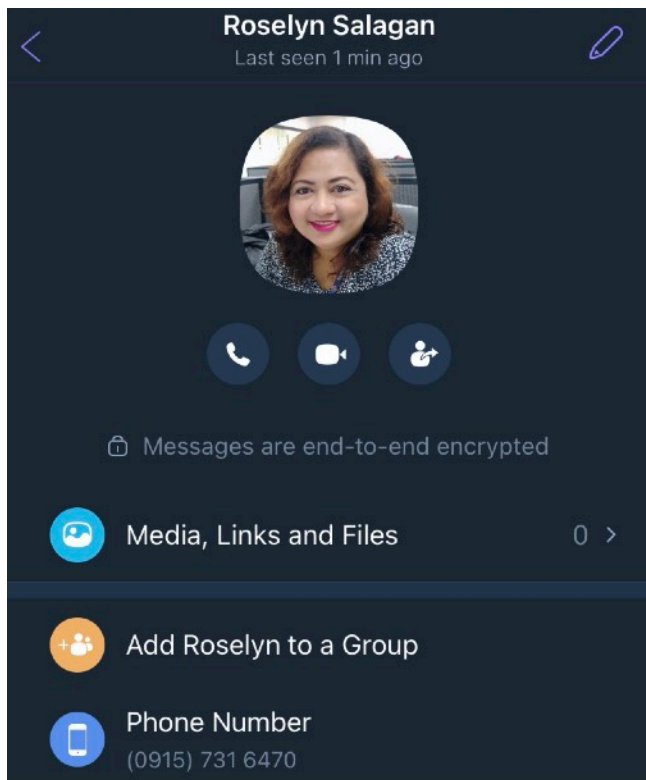 Roselyn Salagan
Last seen 1 min ago
Messages are end-to-end encrypted
Media, Links and Files 0
Add Roselyn to a Group
Phone Number
(0915) 731 6470